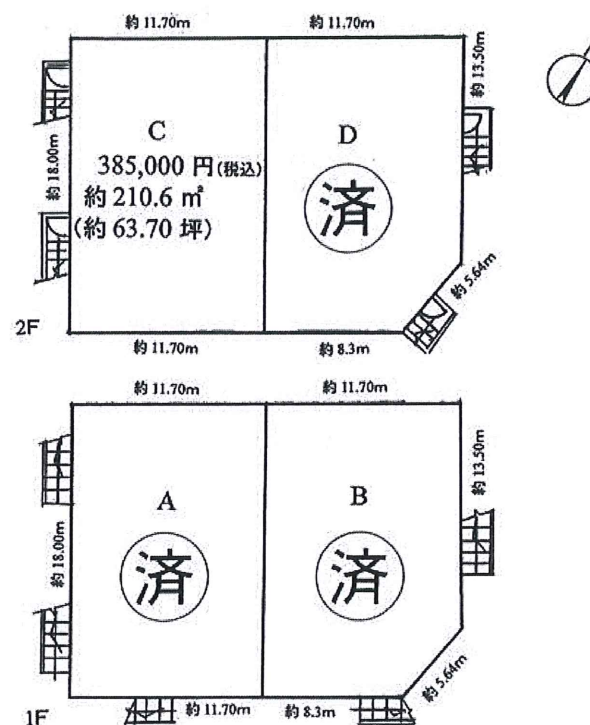 約 11.70m
約 11.70m
約 13.50m
C
D
385,000 円(税込)
約 210.6 ㎡
(約 63.70 坪)
済
約 18.00m
約 5.64m
2F
約 11.70m
約 8.3m
約 11.70m
約 11.70m
約 13.50m
A
B
済
済
約 18.00m
約 5.64m
1F
約 11.70m
約 8.3m